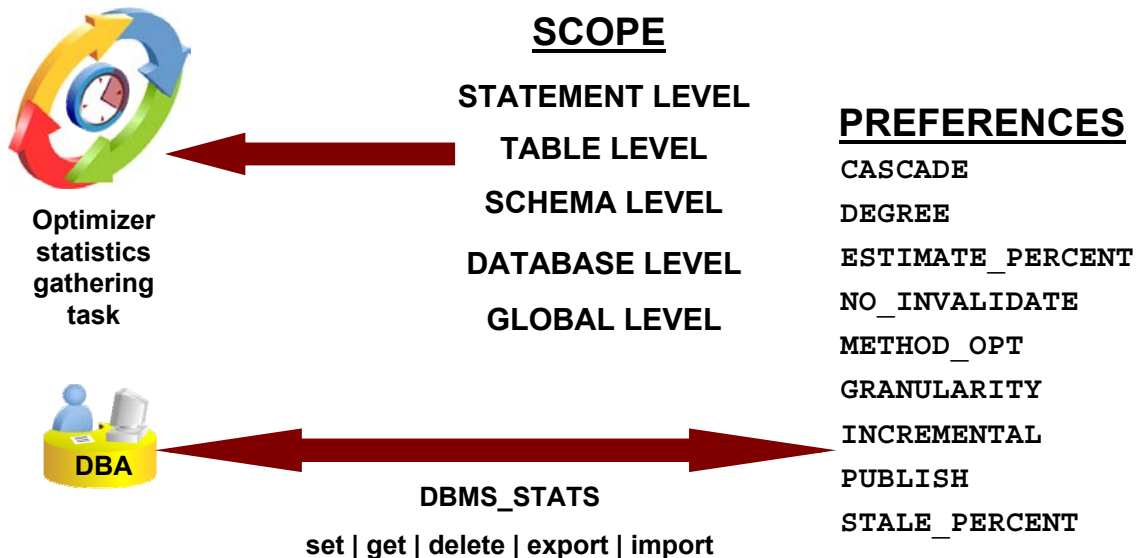 SCOPE
STATEMENT LEVEL
TABLE LEVEL
SCHEMA LEVEL
DATABASE LEVEL
GLOBAL LEVEL
Optimizer
statistics
gathering
task
PREFERENCES
CASCADE
DEGREE
ESTIMATE_PERCENT
NO_INVALIDATE
METHOD_OPT
GRANULARITY
INCREMENTAL
PUBLISH
STALE_PERCENT
DBA
DBMS_STATS
set | get | delete | export | import